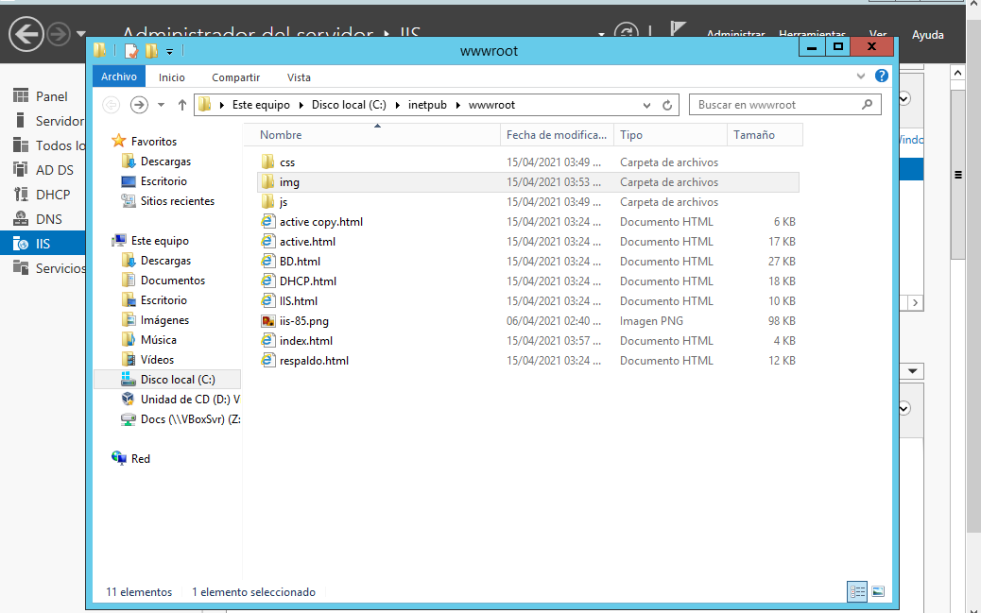 Administrador del servidor ‣ IIS
Administrar Herramientas Ver Ayuda
wwwroot
Archivo Inicio Compartir Vista
Este equipo ▸ Disco local (C:) ▸ inetpub ▸ wwwroot
Buscar en wwwroot
Panel
Servidor
Todos lo
AD DS
DHCP
DNS
IIS
Servicios
Favoritos
Descargas
Escritorio
Sitios recientes
Este equipo
Descargas
Documentos
Escritorio
Imágenes
Música
Vídeos
Disco local (C:)
Unidad de CD (D:) V
Docs (\\VBoxSvr) (Z:
Red
Nombre Fecha de modifica... Tipo Tamaño
css 15/04/2021 03:49 ... Carpeta de archivos
img 15/04/2021 03:53 ... Carpeta de archivos
js 15/04/2021 03:49 ... Carpeta de archivos
active copy.html 15/04/2021 03:24 ... Documento HTML 6 KB
active.html 15/04/2021 03:24 ... Documento HTML 17 KB
BD.html 15/04/2021 03:24 ... Documento HTML 27 KB
DHCP.html 15/04/2021 03:24 ... Documento HTML 18 KB
IIS.html 15/04/2021 03:24 ... Documento HTML 10 KB
iis-85.png 06/04/2021 02:40 ... Imagen PNG 98 KB
index.html 15/04/2021 03:57 ... Documento HTML 4 KB
respaldo.html 15/04/2021 03:24 ... Documento HTML 12 KB
11 elementos 1 elemento seleccionado